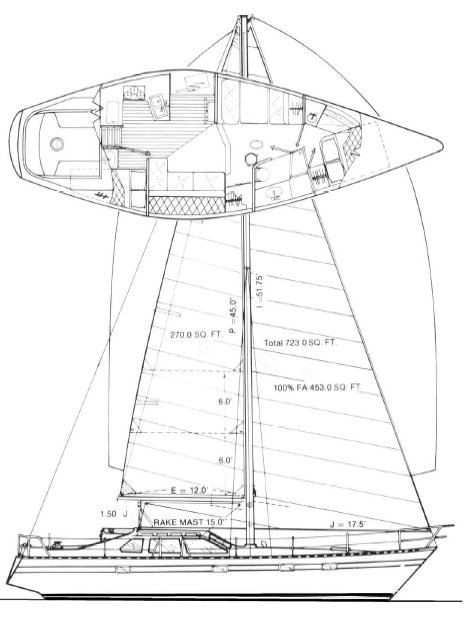 P = 45.0'
I = 51.75'
270.0 SQ. FT.
Total 723.0 SQ. FT.
100% FA 453.0 SQ. FT
6.0'
6.0'
E = 12.0'
1.50 J
RAKE MAST 15.0"
J = 17.5'